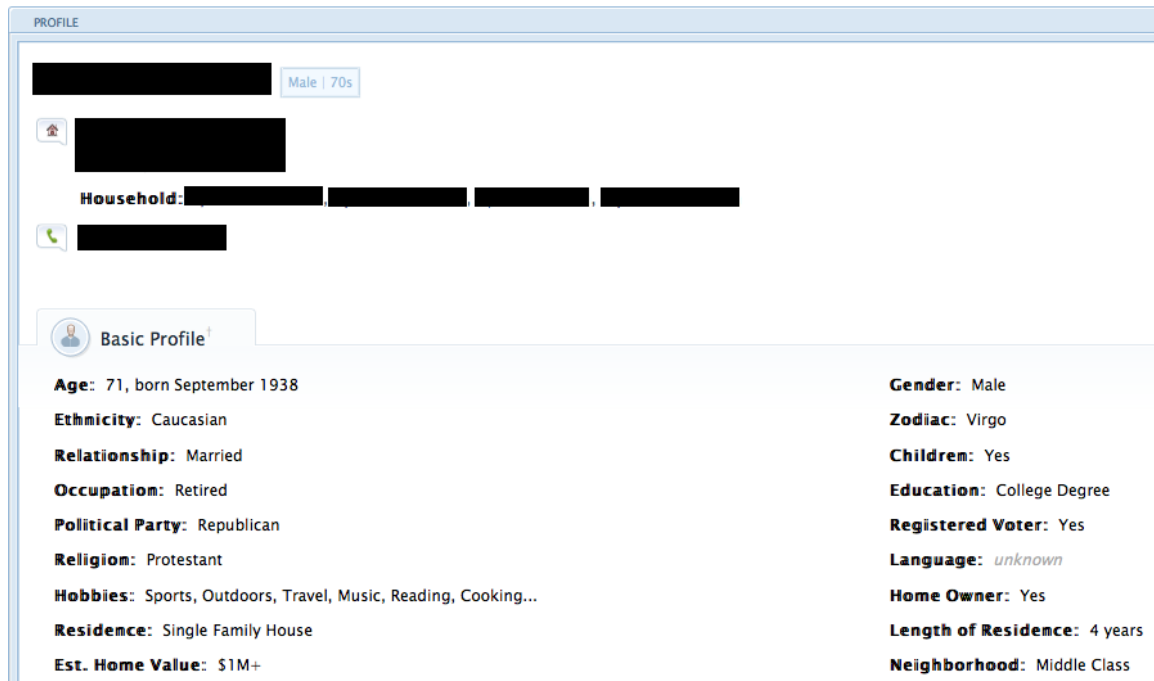 PROFILE
Male | 70s
Household: , , ,
Basic Profile†
Age: 71, born September 1938
Gender: Male
Ethnicity: Caucasian
Zodiac: Virgo
Relationship: Married
Children: Yes
Occupation: Retired
Education: College Degree
Political Party: Republican
Registered Voter: Yes
Religion: Protestant
Language: unknown
Hobbies: Sports, Outdoors, Travel, Music, Reading, Cooking...
Home Owner: Yes
Residence: Single Family House
Length of Residence: 4 years
Est. Home Value: $1M+
Neighborhood: Middle Class